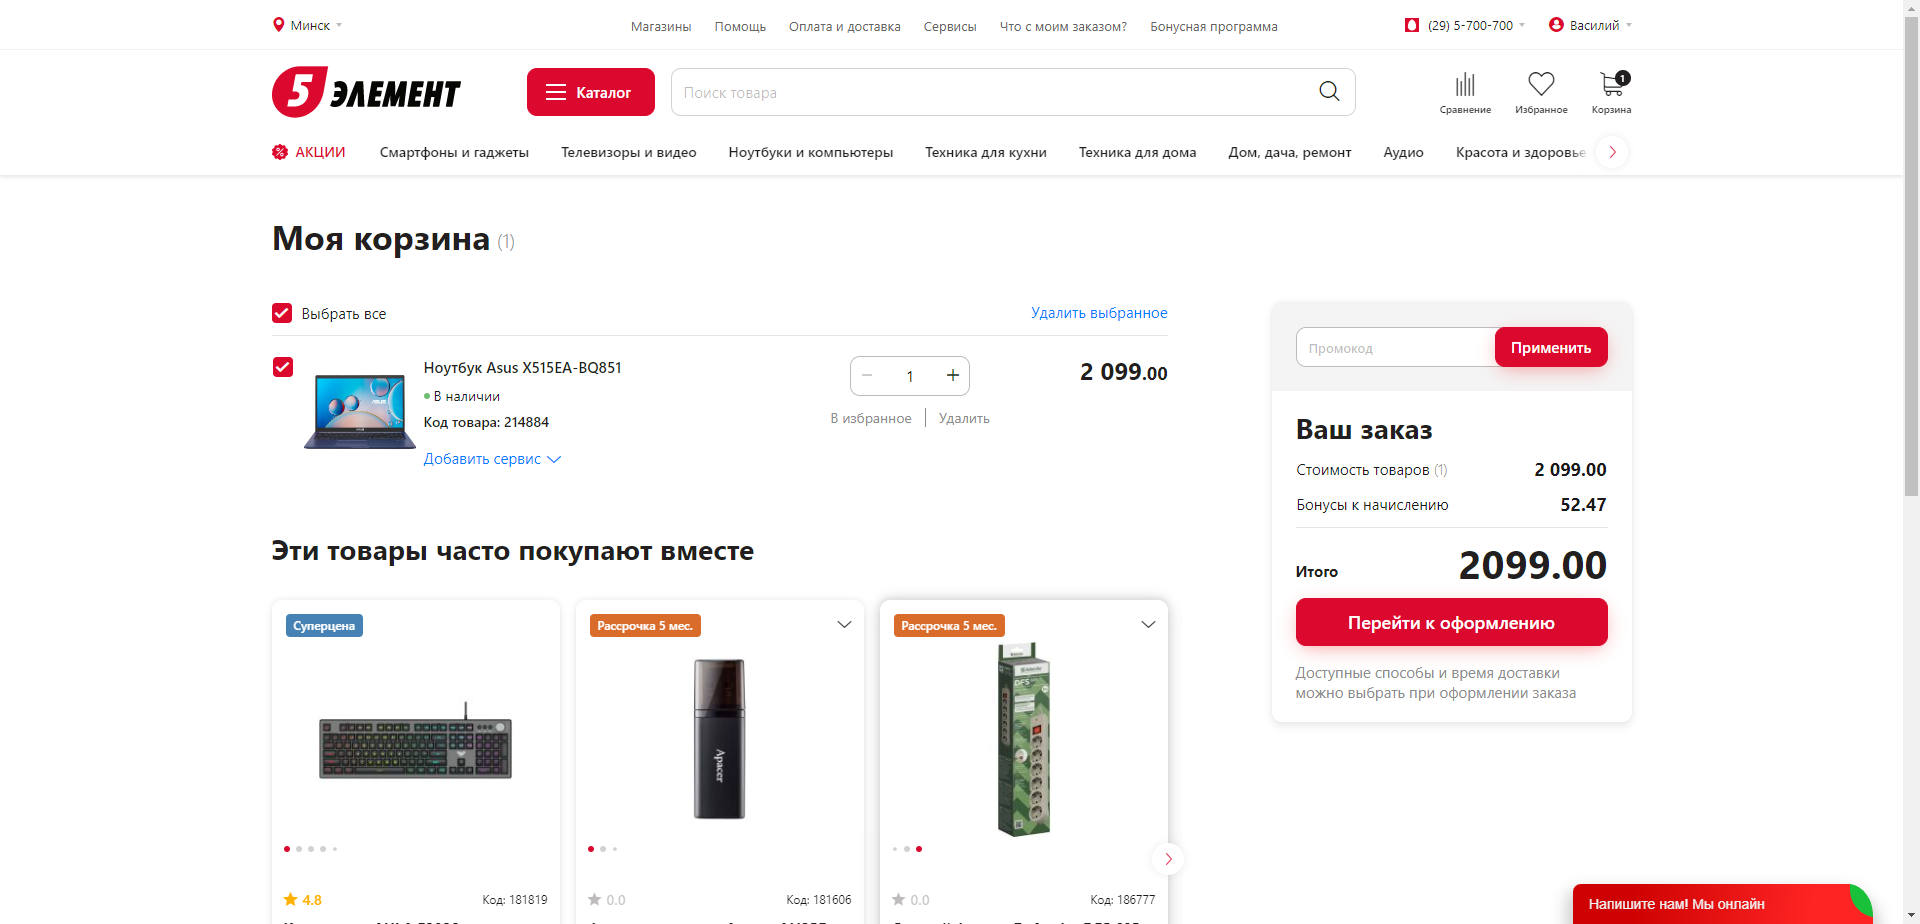 Минск
Магазины
Помощь
Оплата и доставка
Сервисы
Что с моим заказом?
Бонусная программа
(29) 5-700-700
Василий
5 ЭЛЕМЕНТ
Каталог
Поиск товара
Сравнение
Избранное
1
Корзина
АКЦИИ
Смартфоны и гаджеты
Телевизоры и видео
Ноутбуки и компьютеры
Техника для кухни
Техника для дома
Дом, дача, ремонт
Аудио
Красота и здоровье
Моя корзина (1)
Выбрать все
Удалить выбранное
Ноутбук Asus X515EA-BQ851
В наличии
Код товара: 214884
Добавить сервис
1
В избранное
Удалить
2 099.00
Промокод
Применить
Ваш заказ
Стоимость товаров (1)
2 099.00
Бонусы к начислению
52.47
Итого
2099.00
Перейти к оформлению
Доступные способы и время доставки
можно выбрать при оформлении заказа
Эти товары часто покупают вместе
Суперцена
4.8
Код: 181819
Рассрочка 5 мес.
Apacer
0.0
Код: 181606
Рассрочка 5 мес.
DFS
0.0
Код: 186777
Напишите нам! Мы онлайн